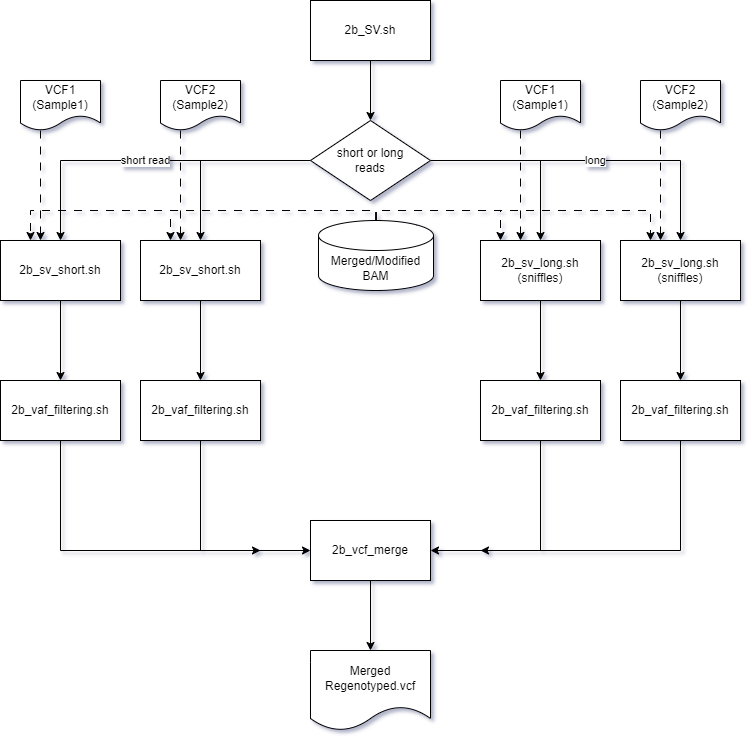 2b_SV.sh
VCF1
(Sample1)
VCF2
(Sample2)
VCF1
(Sample1)
VCF2
(Sample2)
short or long
reads
short read
long
Merged/Modified
BAM
2b_sv_short.sh
2b_sv_short.sh
2b_sv_long.sh
(sniffles)
2b_sv_long.sh
(sniffles)
2b_vaf_filtering.sh
2b_vaf_filtering.sh
2b_vaf_filtering.sh
2b_vaf_filtering.sh
2b_vcf_merge
Merged
Regenotyped.vcf